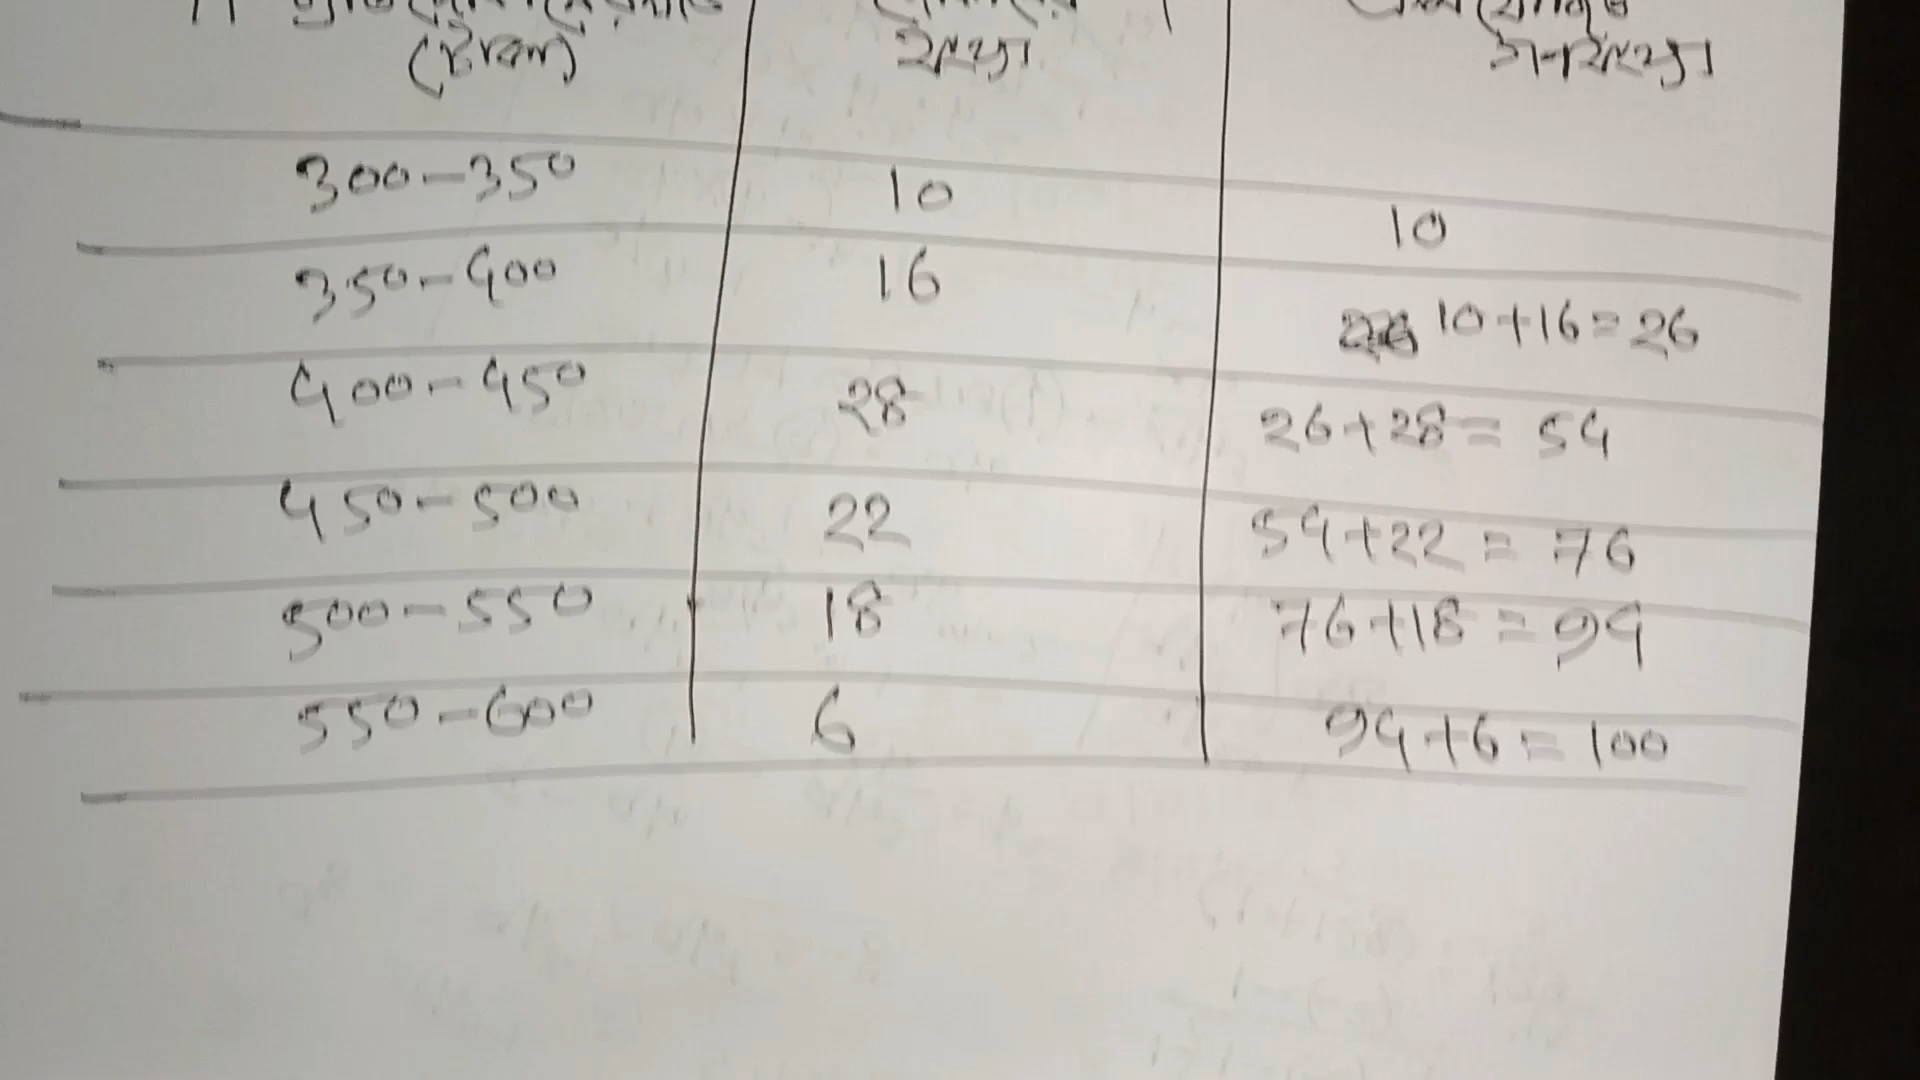 (টাকা) সংখ্যা গনসংখ্যা
300-350 10 10
350-400 16 10+16=26
400-450 28 26+28= 54
450-500 22 54+22 = 76
500-550 18 76+18 = 94
550-600 6 94+6 = 100